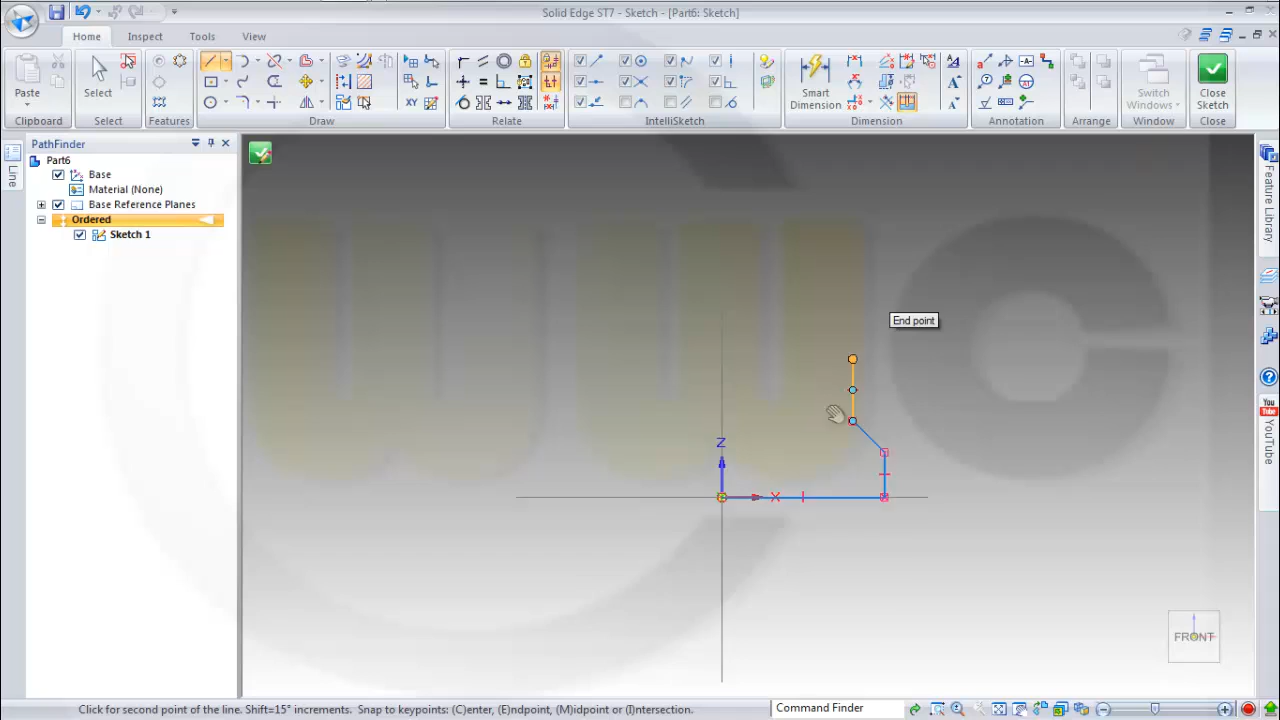 Solid Edge ST7 - Sketch - [Part6: Sketch]
Home Inspect Tools View
Paste
Select
XY
Smart
Dimension
Switch
Windows
Close
Sketch
Clipboard Select Features Draw Relate IntelliSketch Dimension Annotation Arrange Window Close
PathFinder
Part6
Base
Material (None)
Base Reference Planes
Ordered
Sketch 1
Line
End point
Z
X
FRONT
Feature Library
You
Tube
YouTube
Click for second point of the line. Shift=15° increments. Snap to keypoints: (C)enter, (E)ndpoint, (M)idpoint or (I)ntersection.
Command Finder